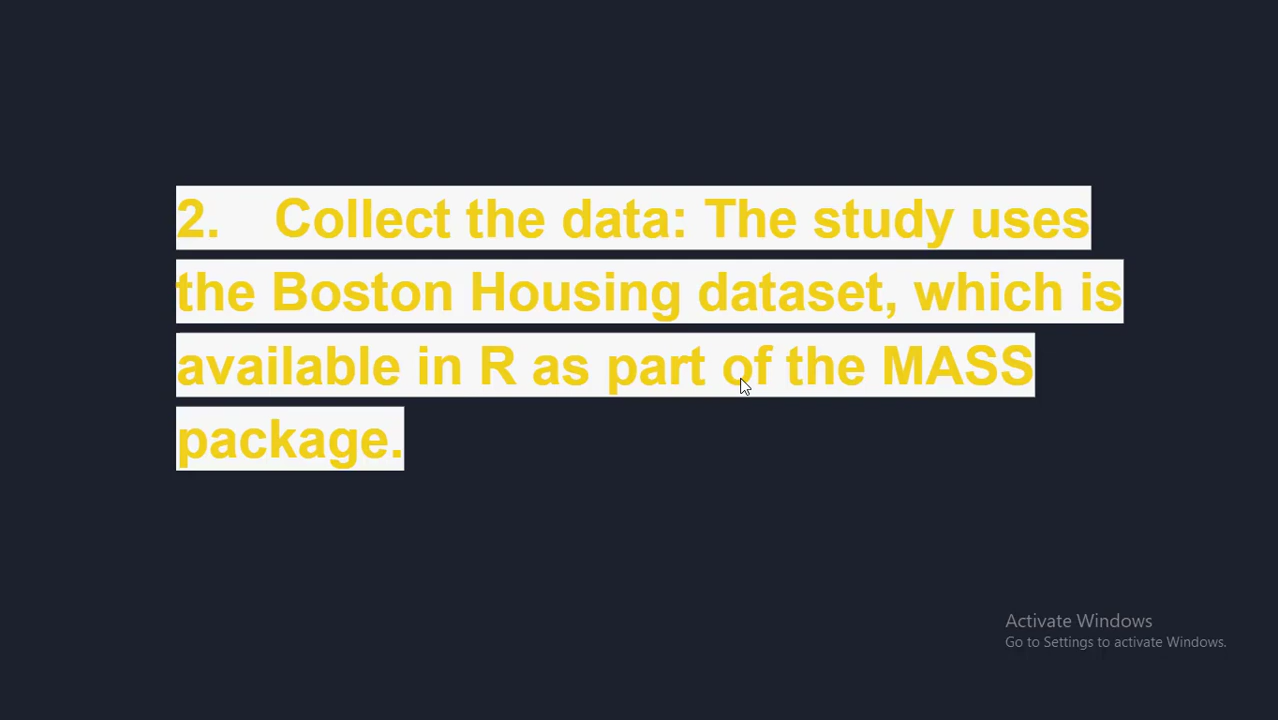 2. Collect the data: The study uses
the Boston Housing dataset, which is
available in R as part of the MASS
package.
Activate Windows
Go to Settings to activate Windows.